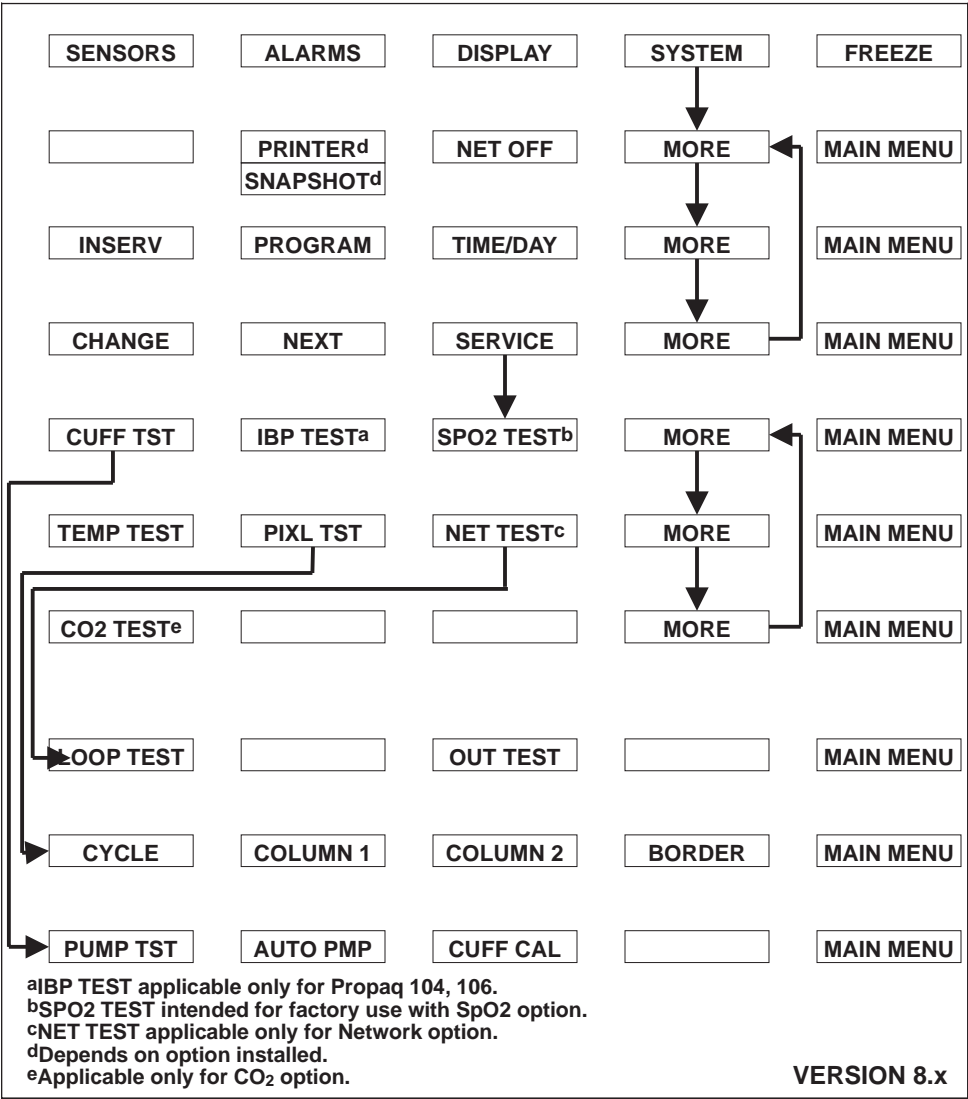 SENSORS ALARMS DISPLAY SYSTEM FREEZE
PRINTERd NET OFF MORE MAIN MENU
SNAPSHOTd
INSERV PROGRAM TIME/DAY MORE MAIN MENU
CHANGE NEXT SERVICE MORE MAIN MENU
CUFF TST IBP TESTa SPO2 TESTb MORE MAIN MENU
TEMP TEST PIXL TST NET TESTc MORE MAIN MENU
CO2 TESTe MORE MAIN MENU
LOOP TEST OUT TEST MAIN MENU
CYCLE COLUMN 1 COLUMN 2 BORDER MAIN MENU
PUMP TST AUTO PMP CUFF CAL MAIN MENU
aIBP TEST applicable only for Propaq 104, 106.
bSPO2 TEST intended for factory use with SpO2 option.
cNET TEST applicable only for Network option.
dDepends on option installed.
eApplicable only for CO2 option.
VERSION 8.x